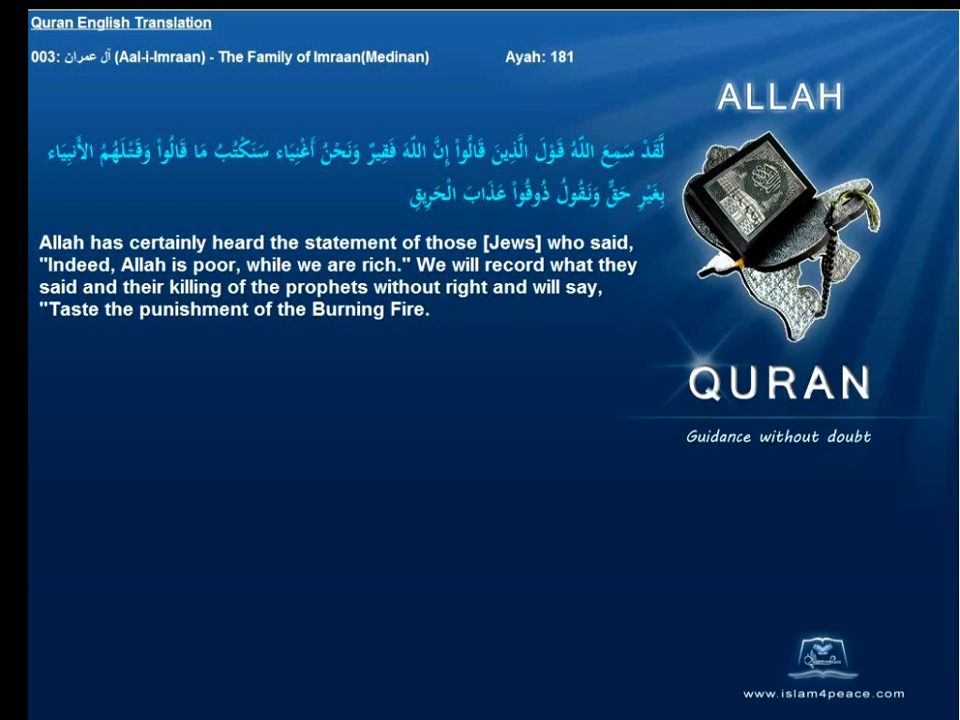 Quran English Translation
003: آل عمران (Aal-i-Imraan) - The Family of Imraan(Medinan) Ayah: 181
ALLAH
لَّقَدْ سَمِعَ اللّهُ قَوْلَ الَّذِينَ قَالُواْ إِنَّ اللّهَ فَقِيرٌ وَنَحْنُ أَغْنِيَاء سَنَكْتُبُ مَا قَالُواْ وَقَتْلَهُمُ الأَنبِيَاء
بِغَيْرِ حَقٍّ وَنَقُولُ ذُوقُواْ عَذَابَ الْحَرِيقِ
Allah has certainly heard the statement of those [Jews] who said,
"Indeed, Allah is poor, while we are rich." We will record what they
said and their killing of the prophets without right and will say,
"Taste the punishment of the Burning Fire.
QURAN
Guidance without doubt
www.islam4peace.com